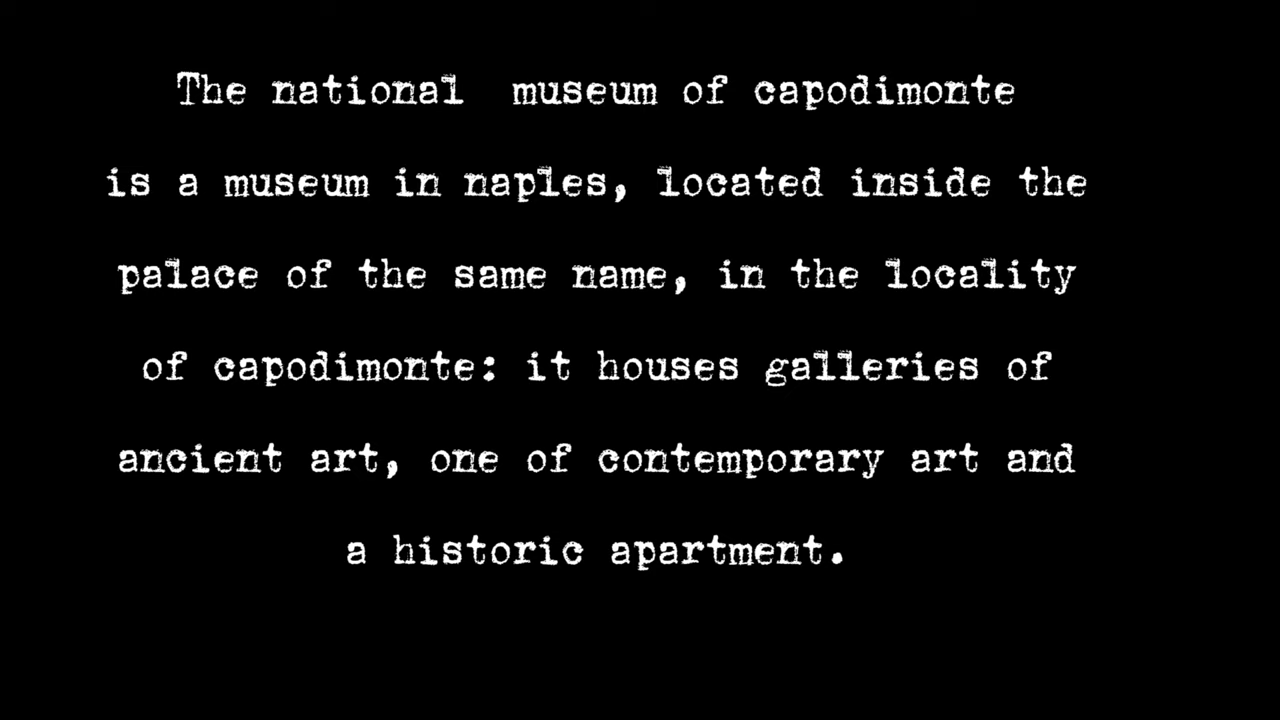 The national  museum of capodimonte
is a museum in naples, located inside the
palace of the same name, in the locality
of capodimonte: it houses galleries of
ancient art, one of contemporary art and
a historic apartment.